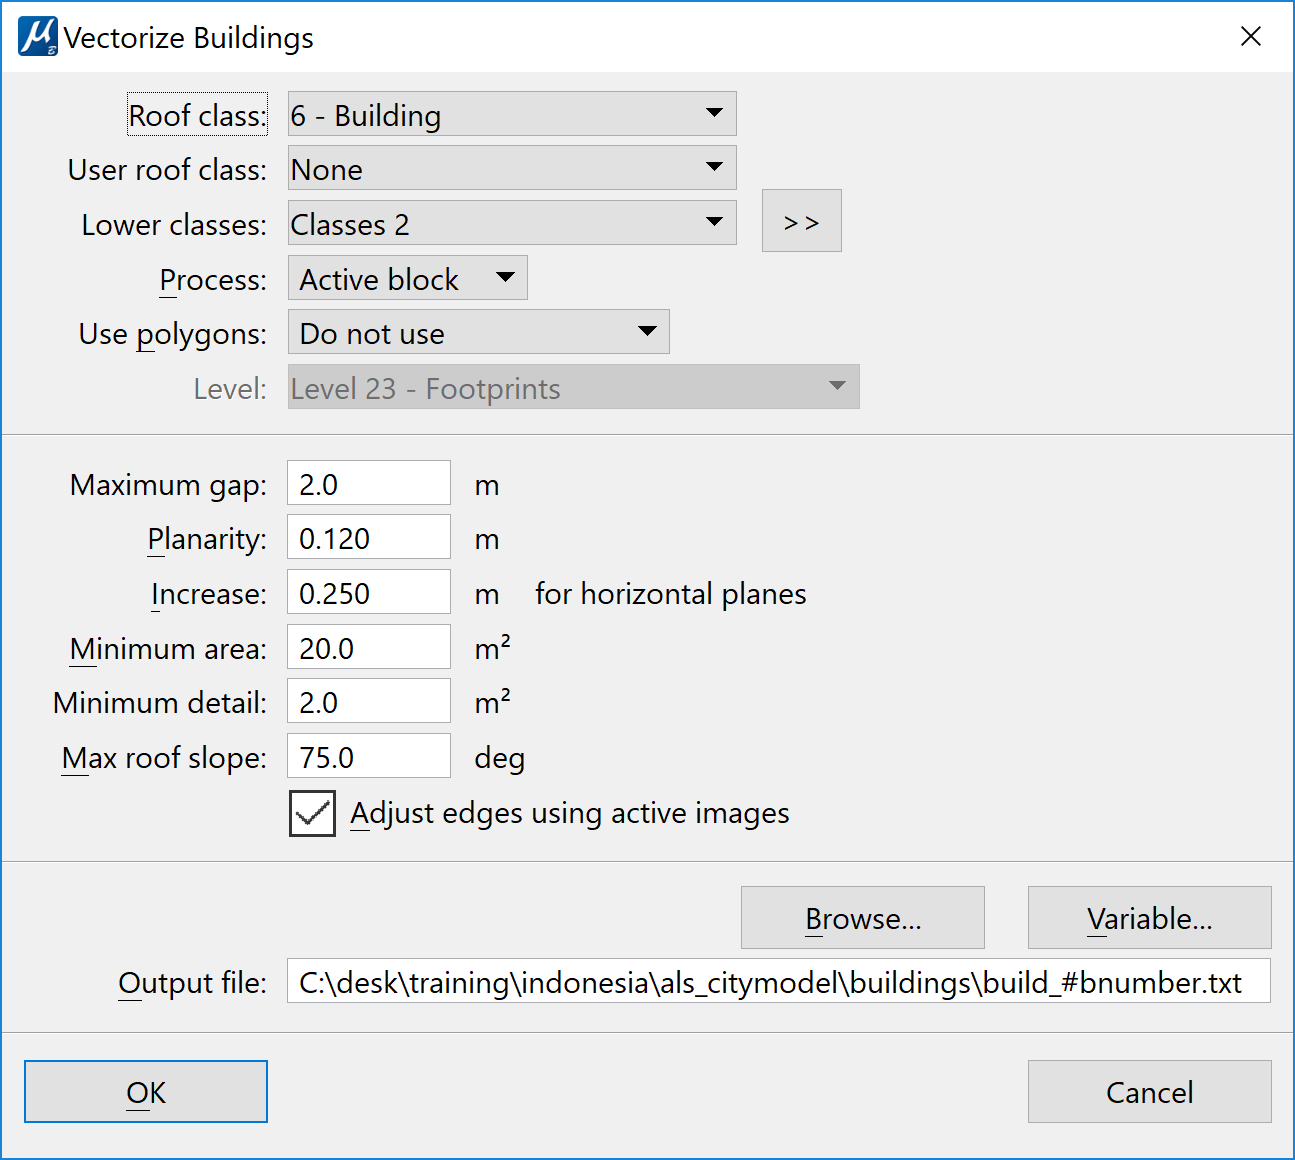 Vectorize Buildings
Roof class: 6 - Building
User roof class: None
Lower classes: Classes 2 >>
Process: Active block
Use polygons: Do not use
Level: Level 23 - Footprints
Maximum gap: 2.0 m
Planarity: 0.120 m
Increase: 0.250 m for horizontal planes
Minimum area: 20.0 m²
Minimum detail: 2.0 m²
Max roof slope: 75.0 deg
Adjust edges using active images
Browse... Variable...
Output file: C:\desk\training\indonesia\als_citymodel\buildings\build_#bnumber.txt
OK Cancel